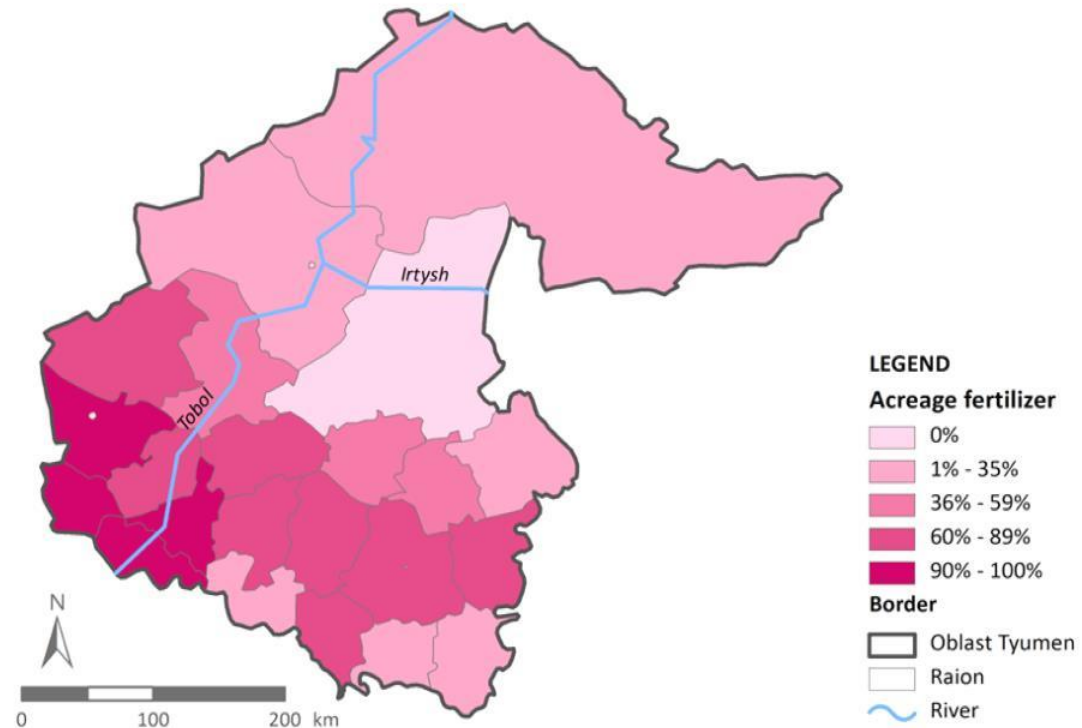 Irtysh
Tobol
LEGEND
Acreage fertilizer
0%
1% - 35%
36% - 59%
60% - 89%
90% - 100%
Border
Oblast Tyumen
Raion
River
N
0 100 200 km